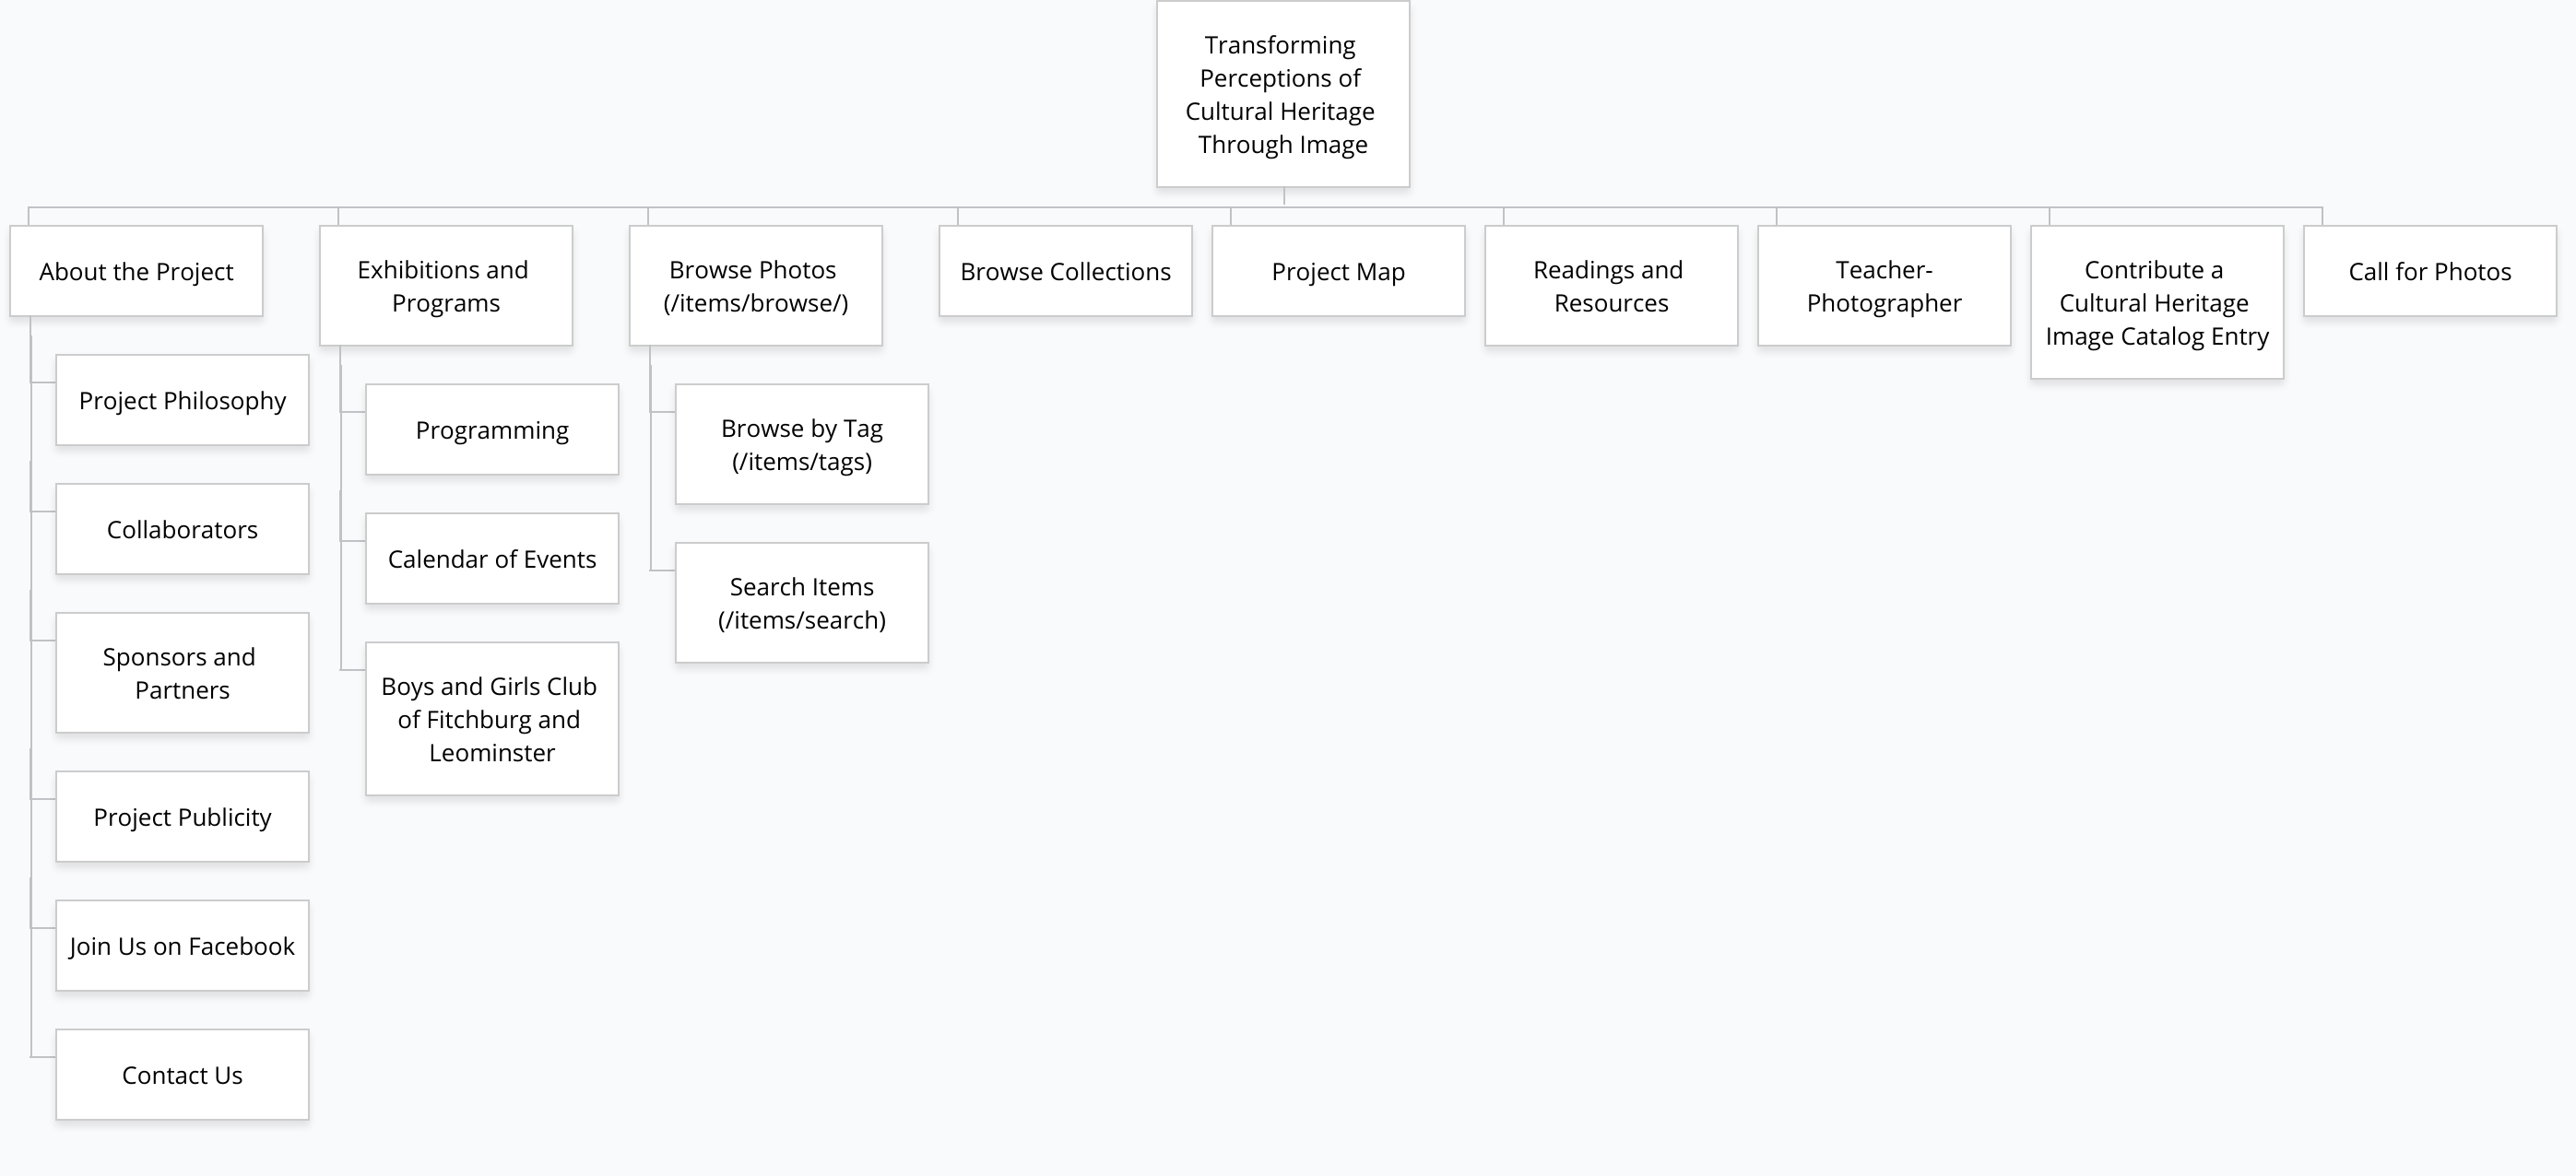 Transforming
Perceptions of
Cultural Heritage
Through Image
About the Project
Project Philosophy
Collaborators
Sponsors and
Partners
Project Publicity
Join Us on Facebook
Contact Us
Exhibitions and
Programs
Programming
Calendar of Events
Boys and Girls Club
of Fitchburg and
Leominster
Browse Photos
(/items/browse/)
Browse by Tag
(/items/tags)
Search Items
(/items/search)
Browse Collections
Project Map
Readings and
Resources
Teacher-
Photographer
Contribute a
Cultural Heritage
Image Catalog Entry
Call for Photos